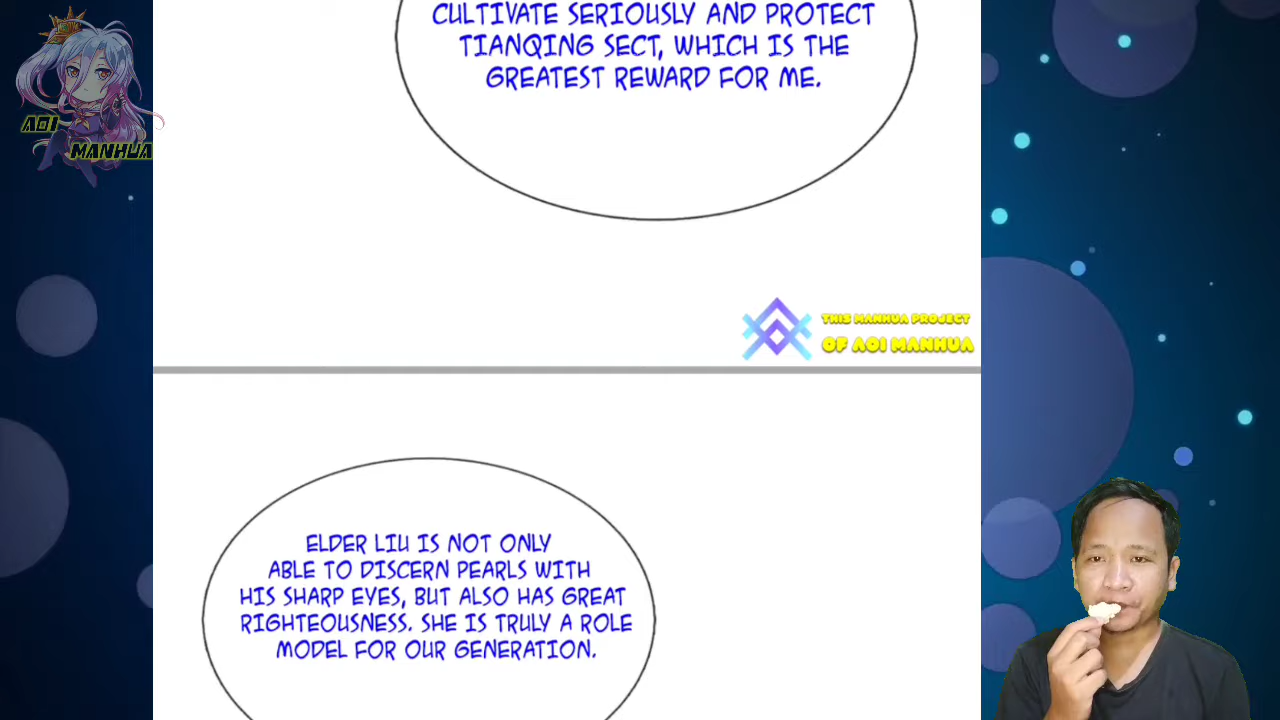 CULTIVATE SERIOUSLY AND PROTECT
TIANQING SECT, WHICH IS THE
GREATEST REWARD FOR ME.
AOI
MANHUA
THIS MANHUA PROJECT
OF AOI MANHUA
ELDER LIU IS NOT ONLY
ABLE TO DISCERN PEARLS WITH
HIS SHARP EYES, BUT ALSO HAS GREAT
RIGHTEOUSNESS. SHE IS TRULY A ROLE
MODEL FOR OUR GENERATION.